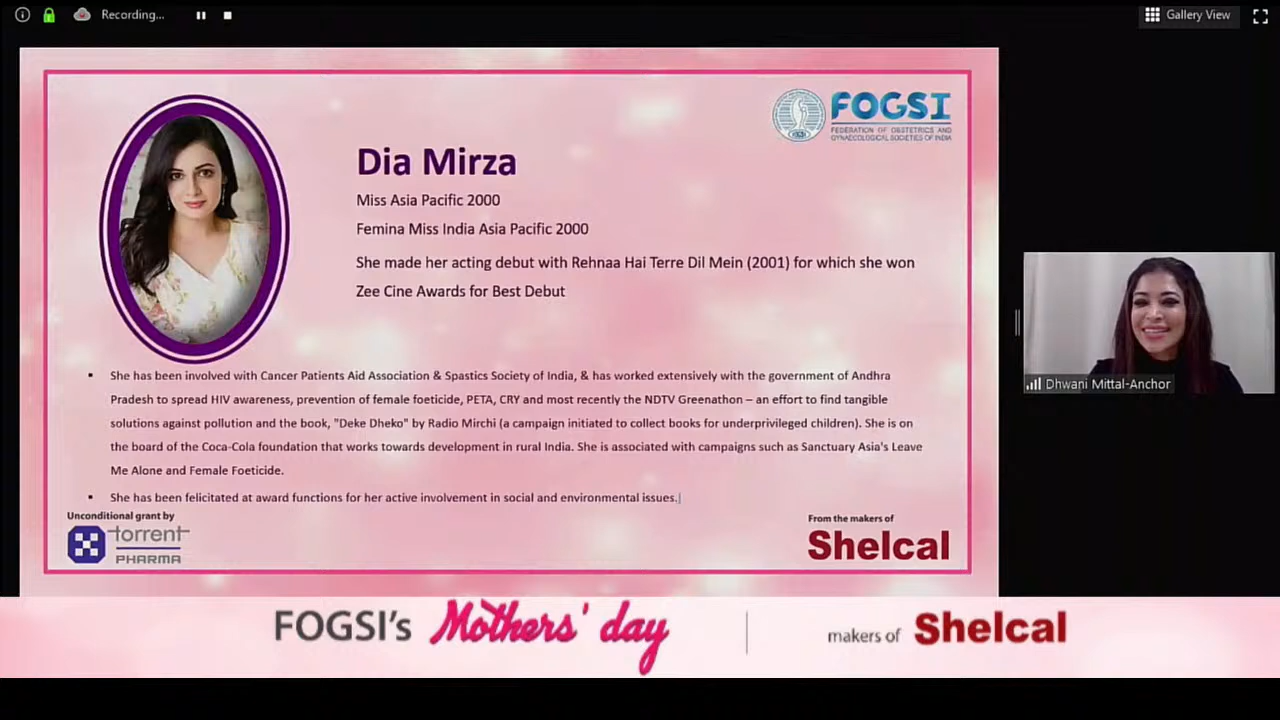 Recording...
Gallery View
FOGSI
FEDERATION OF OBSTETRICS AND
GYNAECOLOGICAL SOCIETIES OF INDIA
Dia Mirza
Miss Asia Pacific 2000
Femina Miss India Asia Pacific 2000
She made her acting debut with Rehnaa Hai Terre Dil Mein (2001) for which she won
Zee Cine Awards for Best Debut
▪ She has been involved with Cancer Patients Aid Association & Spastics Society of India, & has worked extensively with the government of Andhra
Pradesh to spread HIV awareness, prevention of female foeticide, PETA, CRY and most recently the NDTV Greenathon – an effort to find tangible
solutions against pollution and the book, "Deke Dheko" by Radio Mirchi (a campaign initiated to collect books for underprivileged children). She is on
the board of the Coca-Cola foundation that works towards development in rural India. She is associated with campaigns such as Sanctuary Asia's Leave
Me Alone and Female Foeticide.
▪ She has been felicitated at award functions for her active involvement in social and environmental issues.
Unconditional grant by
torrent
PHARMA
From the makers of
Shelcal
Dhwani Mittal-Anchor
FOGSI's Mothers' day
makers of Shelcal